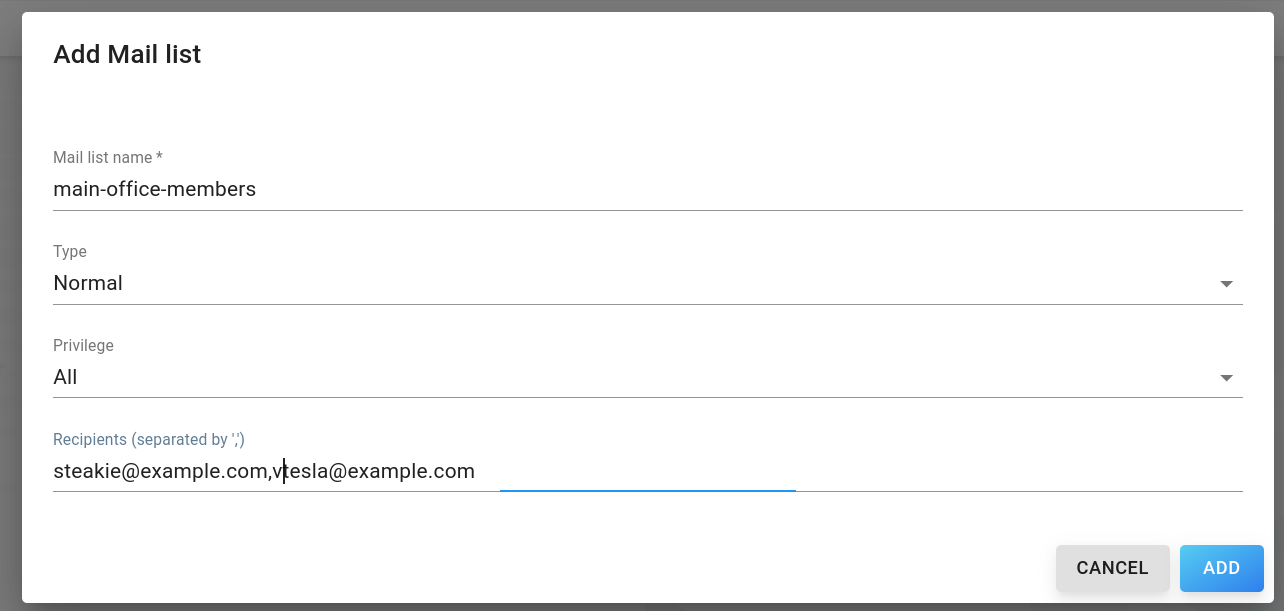 Add Mail list
Mail list name *
main-office-members
Type
Normal
Privilege
All
Recipients (separated by ',')
steakie@example.com,vtesla@example.com
CANCEL
ADD